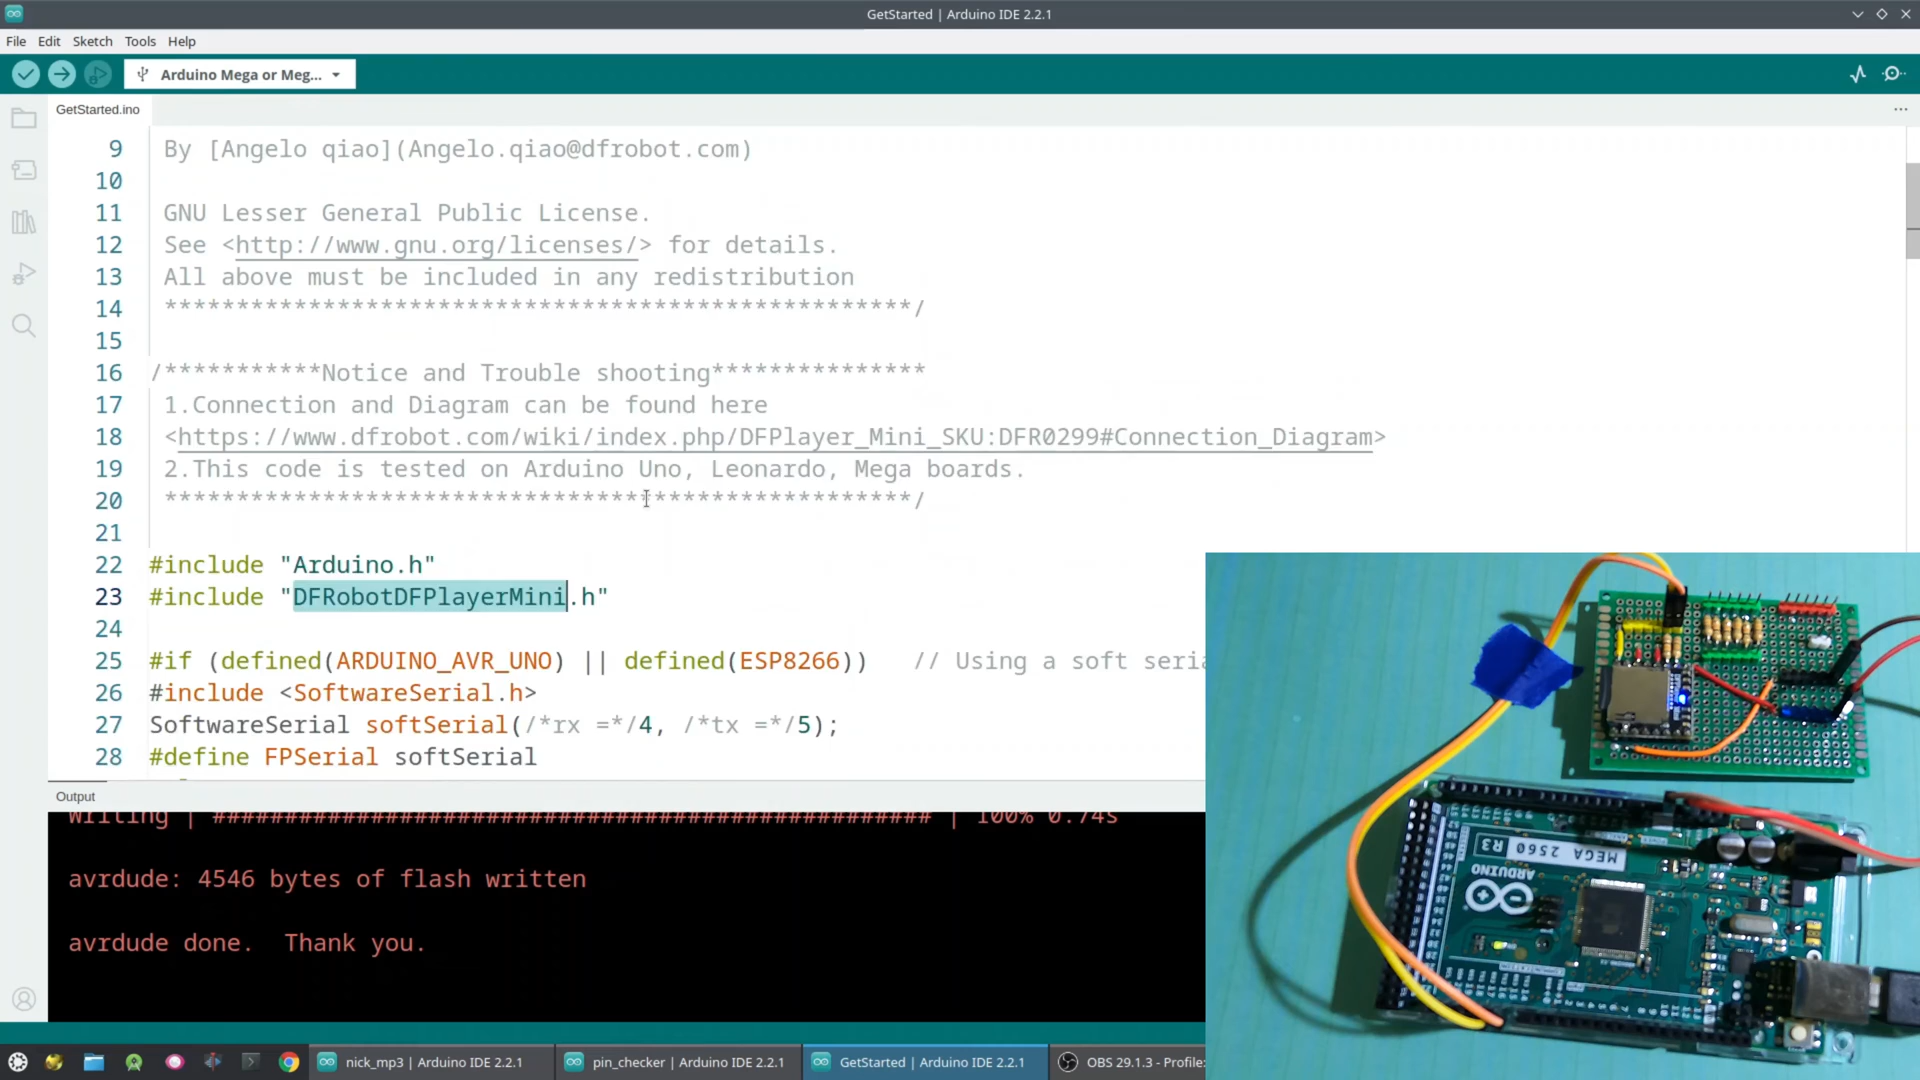 GetStarted | Arduino IDE 2.2.1
File Edit Sketch Tools Help
Arduino Mega or Meg...
GetStarted.ino
9 By [Angelo qiao](Angelo.qiao@dfrobot.com)
10
11 GNU Lesser General Public License.
12 See <http://www.gnu.org/licenses/> for details.
13 All above must be included in any redistribution
14 ****************************************************/
15
16 /***********Notice and Trouble shooting***************
17 1.Connection and Diagram can be found here
18 <https://www.dfrobot.com/wiki/index.php/DFPlayer_Mini_SKU:DFR0299#Connection_Diagram>
19 2.This code is tested on Arduino Uno, Leonardo, Mega boards.
20 ****************************************************/
21
22 #include "Arduino.h"
23 #include "DFRobotDFPlayerMini.h"
24
25 #if (defined(ARDUINO_AVR_UNO) || defined(ESP8266)) // Using a soft seria
26 #include <SoftwareSerial.h>
27 SoftwareSerial softSerial(/*rx =*/4, /*tx =*/5);
28 #define FPSerial softSerial
Output
Writing | ################################################## | 100% 0.74s
avrdude: 4546 bytes of flash written
avrdude done. Thank you.
MEGA 2560 R3
ARDUINO
nick_mp3 | Arduino IDE 2.2.1
pin_checker | Arduino IDE 2.2.1
GetStarted | Arduino IDE 2.2.1
OBS 29.1.3 - Profile: